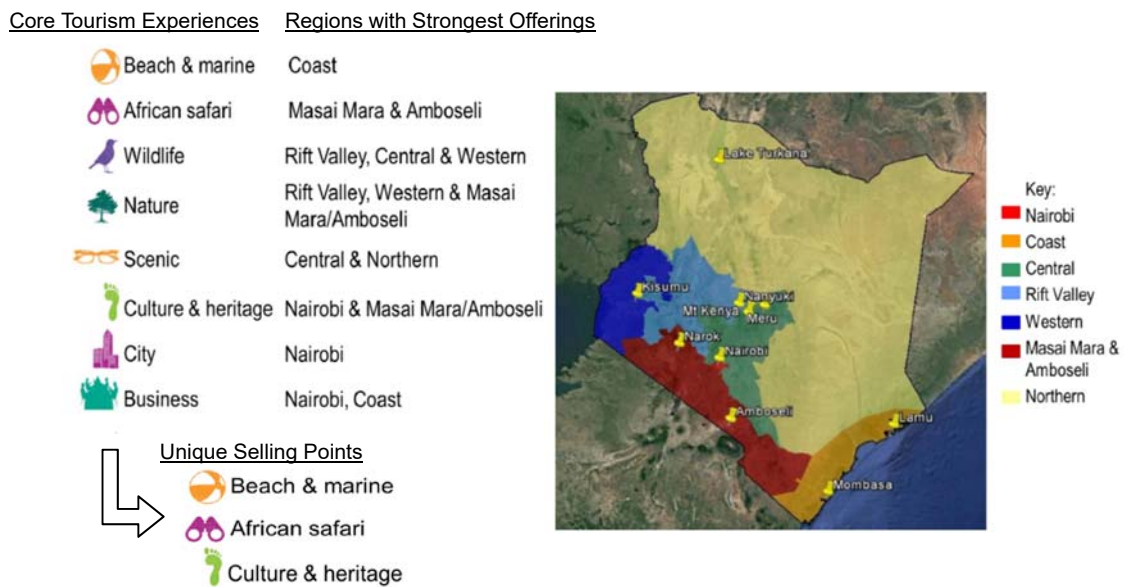 Core Tourism Experiences
Regions with Strongest Offerings
Beach & marine
Coast
African safari
Masai Mara & Amboseli
Wildlife
Rift Valley, Central & Western
Nature
Rift Valley, Western & Masai
Mara/Amboseli
Scenic
Central & Northern
Culture & heritage
Nairobi & Masai Mara/Amboseli
City
Nairobi
Business
Nairobi, Coast
Unique Selling Points
Beach & marine
African safari
Culture & heritage
Lake Turkana
Kisumu
Nanyuki
Mt Kenya
Meru
Narok
Nairobi
Amboseli
Lamu
Mombasa
Key:
Nairobi
Coast
Central
Rift Valley
Western
Masai Mara &
Amboseli
Northern